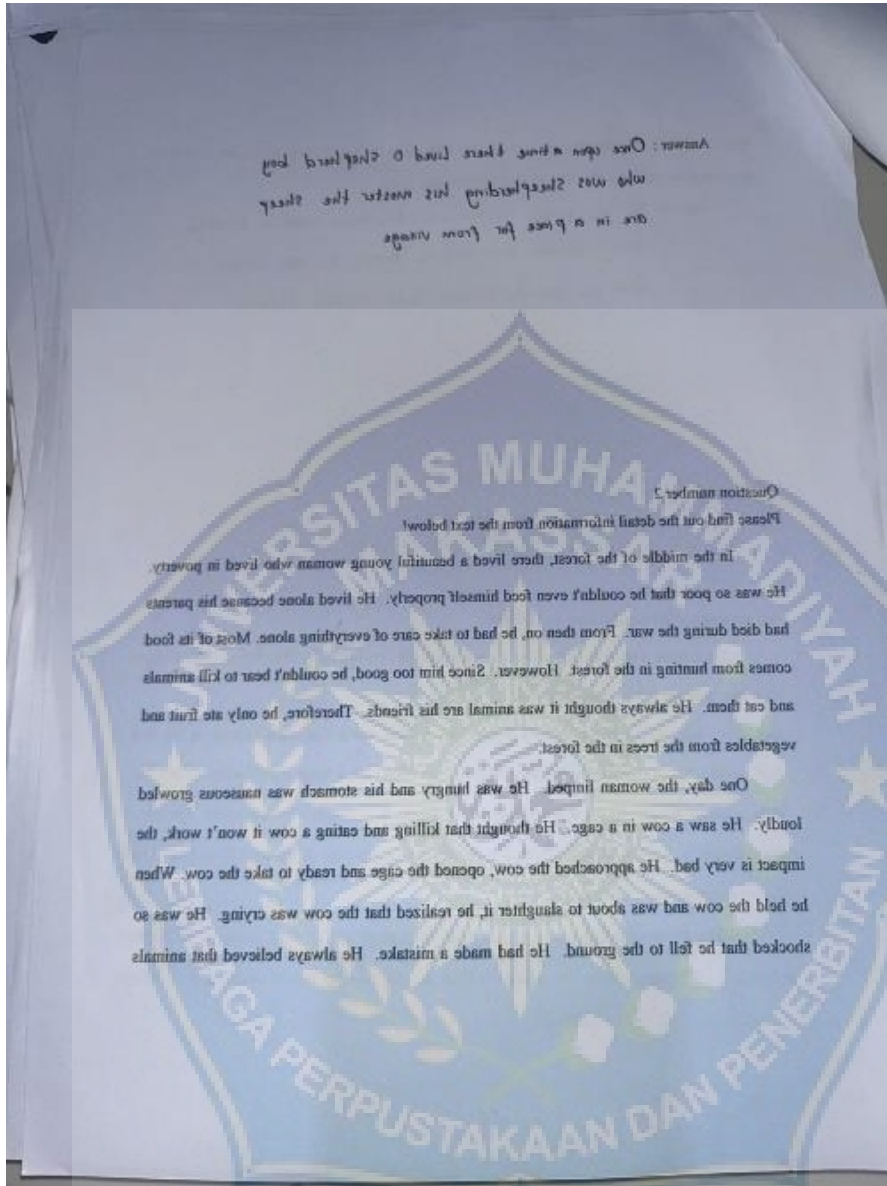 Answer : Once upon a time there lived a shepherd boy
who was shepherding his master the sheep
are in a place far from village
Question number 2
Please find out the detail information from the text below!
In the middle of the forest, there lived a beautiful young woman who lived in poverty.
He was so poor that he couldn't even feed himself properly. He lived alone because his parents
had died during the war. From then on, he had to take care of everything alone. Most of its food
comes from hunting in the forest. However. Since him too good, he couldn't bear to kill animals
and eat them. He always thought it was animal are his friends. Therefore, he only ate fruit and
vegetables from the trees in the forest.
One day, the woman limped. He was hungry and his stomach was nauseous growled
loudly. He saw a cow in a cage. He thought that killing and eating a cow it won't work, the
impact is very bad. He approached the cow, opened the cage and ready to take the cow. When
he held the cow and was about to slaughter it, he realized that the cow was crying. He was so
shocked that he fell to the ground. He had made a mistake. He always believed that animals
UNIVERSITAS MUHAMMADIYAH
MAKASSAR
PERPUSTAKAAN DAN PENERBITAN